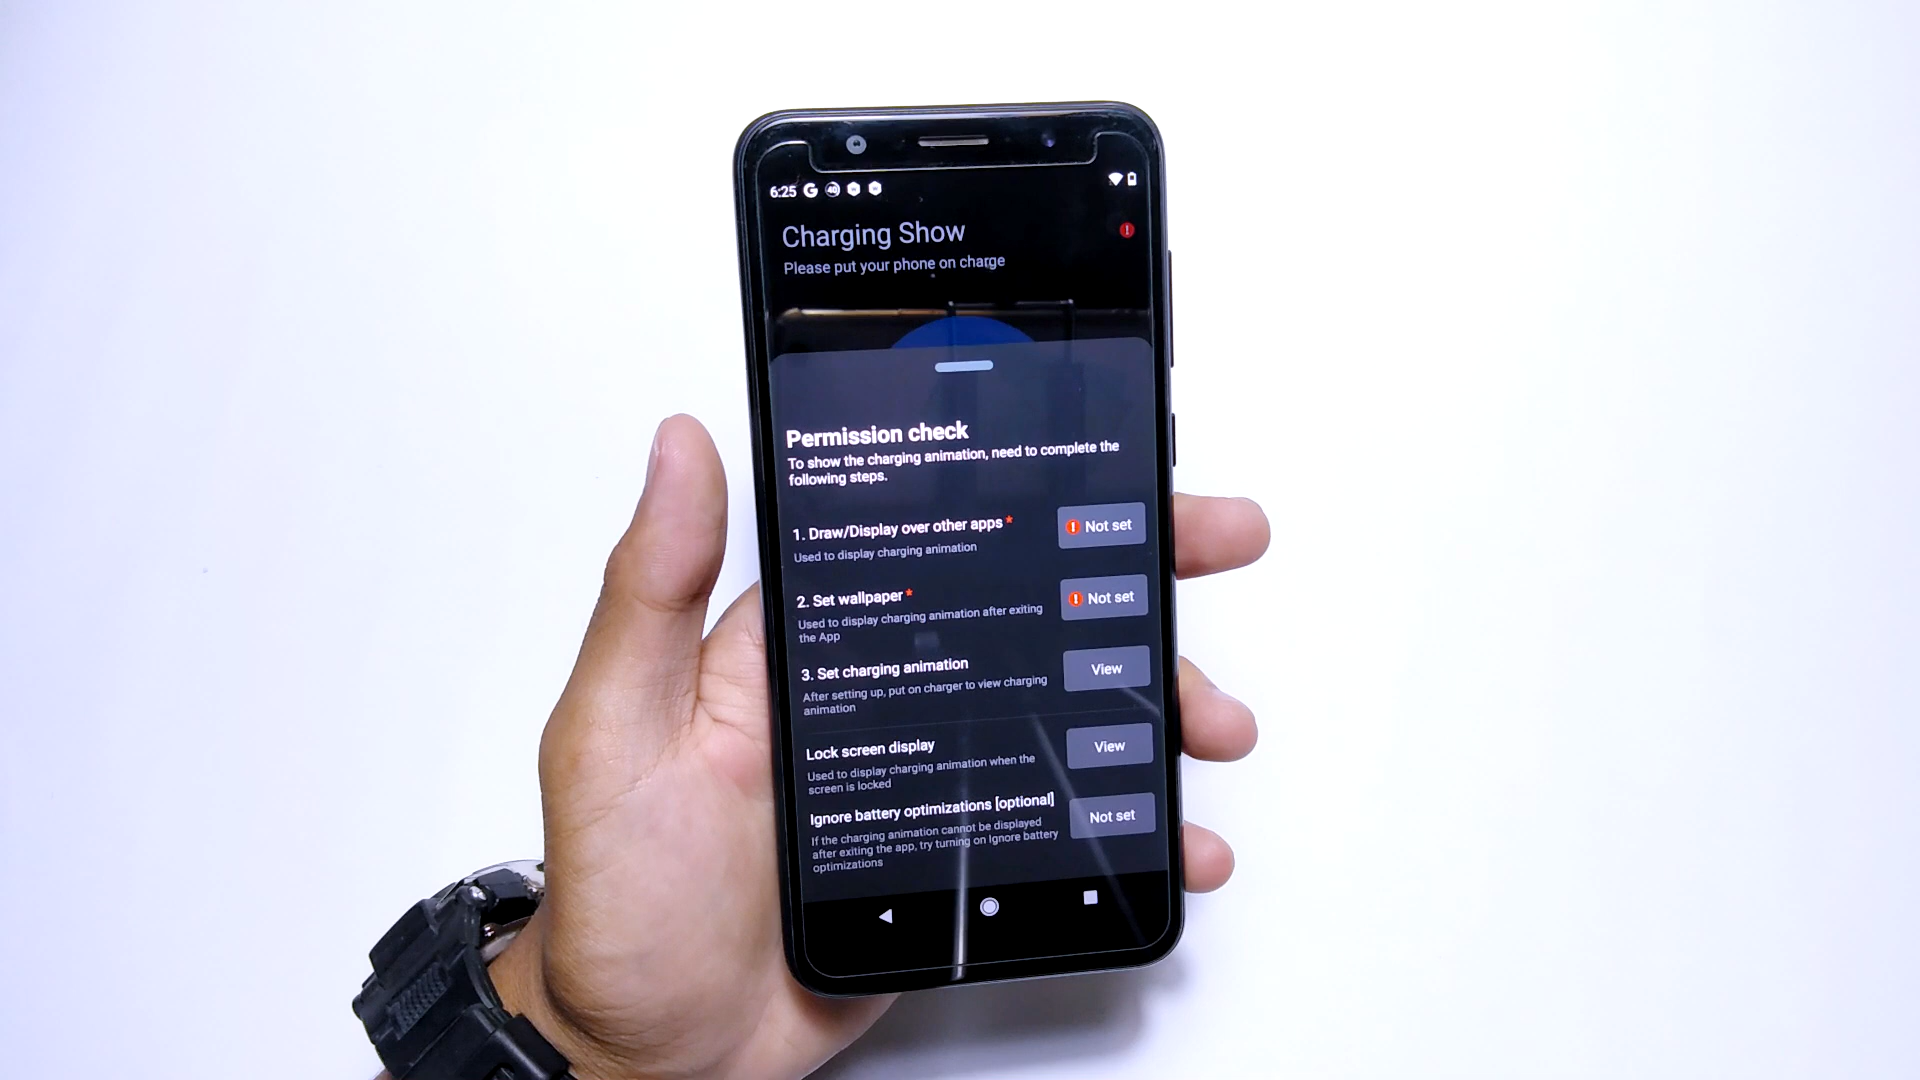 6:25
Charging Show
Please put your phone on charge
Permission check
To show the charging animation, need to complete the
following steps.
1. Draw/Display over other apps *
Not set
Used to display charging animation
2. Set wallpaper *
Not set
Used to display charging animation after exiting
the App
3. Set charging animation
View
After setting up, put on charger to view charging
animation
Lock screen display
View
Used to display charging animation when the
screen is locked
Ignore battery optimizations [optional]
Not set
If the charging animation cannot be displayed
after exiting the app, try turning on Ignore battery
optimizations